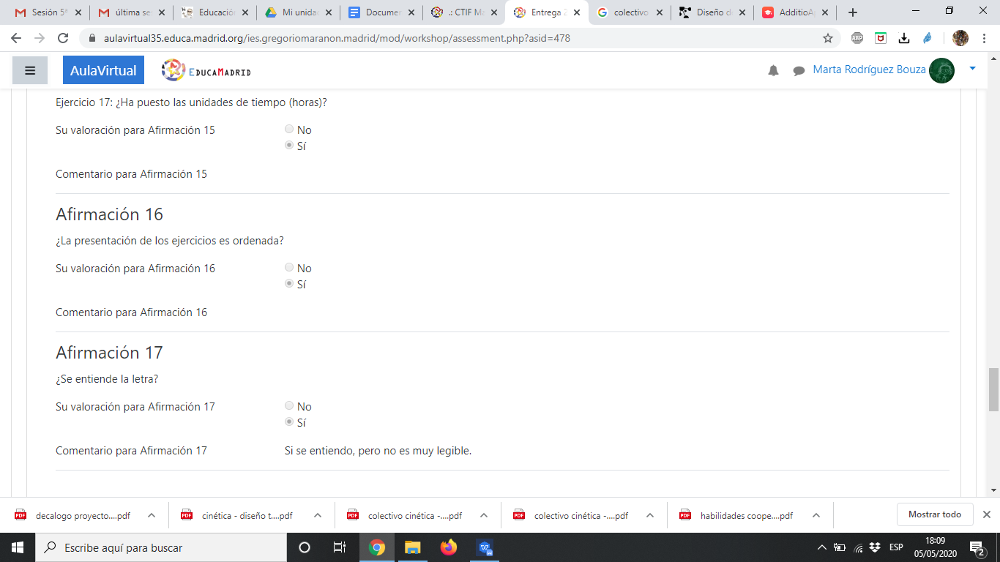 Sesión 5ª
última se
Educació
Mi unida
Documer
.: CTIF Ma
Entrega 2
colectivo
Diseño d
AdditioA
aulavirtual35.educa.madrid.org/ies.gregoriomaranon.madrid/mod/workshop/assessment.php?asid=478
ABP
AulaVirtual
EDUCAMADRID
Marta Rodríguez Bouza
Ejercicio 17: ¿Ha puesto las unidades de tiempo (horas)?
Su valoración para Afirmación 15
No
Sí
Comentario para Afirmación 15
Afirmación 16
¿La presentación de los ejercicios es ordenada?
Su valoración para Afirmación 16
No
Sí
Comentario para Afirmación 16
Afirmación 17
¿Se entiende la letra?
Su valoración para Afirmación 17
No
Sí
Comentario para Afirmación 17
Si se entiendo, pero no es muy legible.
decalogo proyecto....pdf
cinética - diseño t....pdf
colectivo cinética -....pdf
colectivo cinética -....pdf
habilidades coope....pdf
Mostrar todo
Escribe aquí para buscar
ESP
18:09
05/05/2020
2